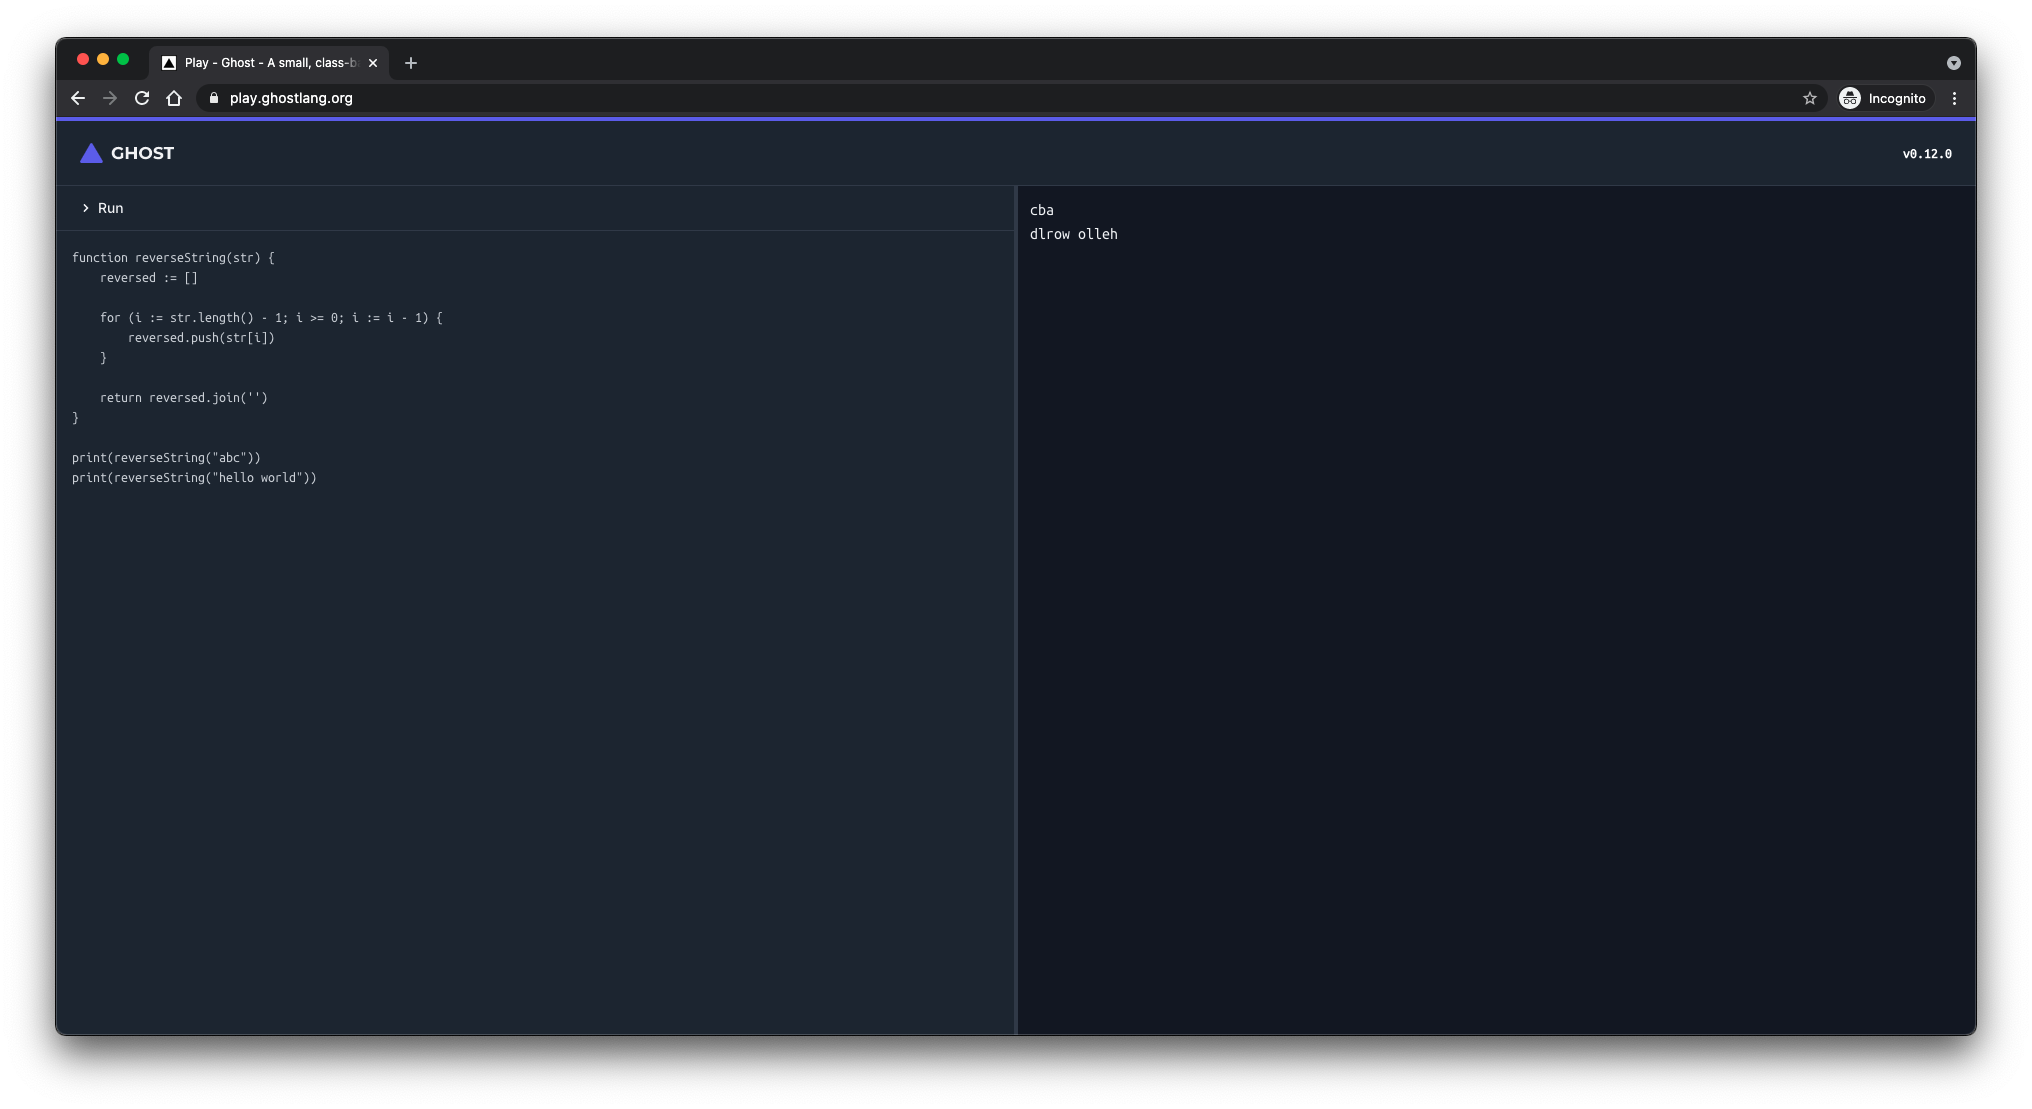 Play - Ghost - A small, class-b
play.ghostlang.org
Incognito
GHOST
v0.12.0
Run
function reverseString(str) {
    reversed := []
    for (i := str.length() - 1; i >= 0; i := i - 1) {
        reversed.push(str[i])
    }
    return reversed.join('')
}
print(reverseString("abc"))
print(reverseString("hello world"))
cba
dlrow olleh